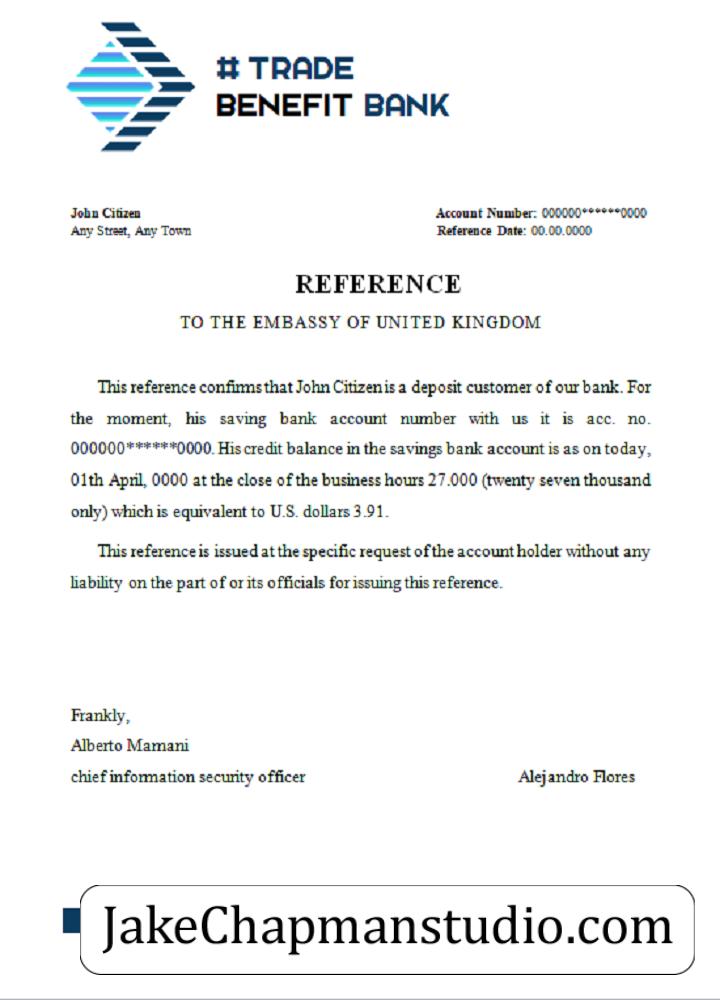 # TRADE
BENEFIT BANK
John Citizen
Any Street, Any Town
Account Number: 000000******0000
Reference Date: 00.00.0000
REFERENCE
TO THE EMBASSY OF UNITED KINGDOM
This reference confirms that John Citizen is a deposit customer of our bank. For
the moment, his saving bank account number with us it is acc. no.
000000******0000. His credit balance in the savings bank account is as on today,
01th April, 0000 at the close of the business hours 27.000 (twenty seven thousand
only) which is equivalent to U.S. dollars 3.91.
This reference is issued at the specific request of the account holder without any
liability on the part of or its officials for issuing this reference.
Frankly,
Alberto Mamani
chief information security officer
Alejandro Flores
JakeChapmanstudio.com